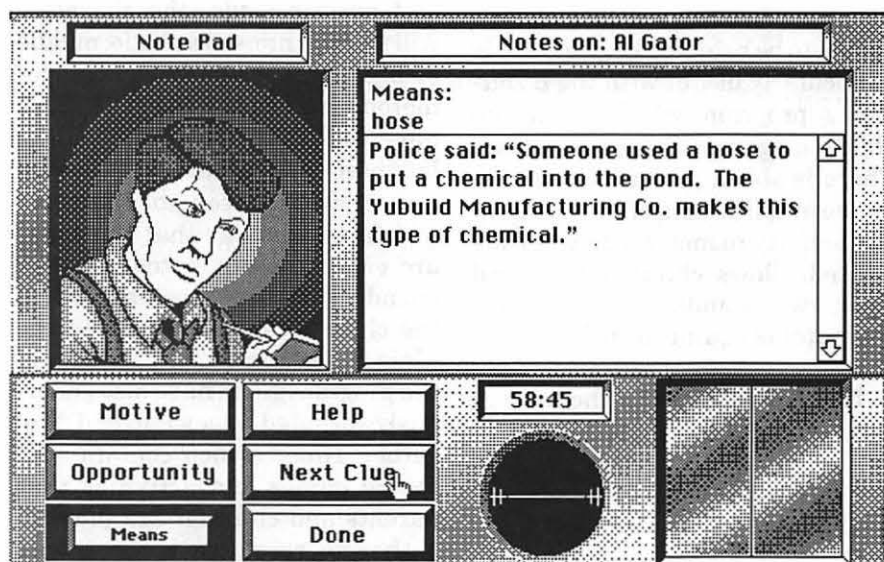 Note Pad
Notes on: Al Gator
Means:
hose
Police said: “Someone used a hose to
put a chemical into the pond. The
Yubuild Manufacturing Co. makes this
type of chemical.”
Motive
Help
58:45
Opportunity
Next Clue
Means
Done